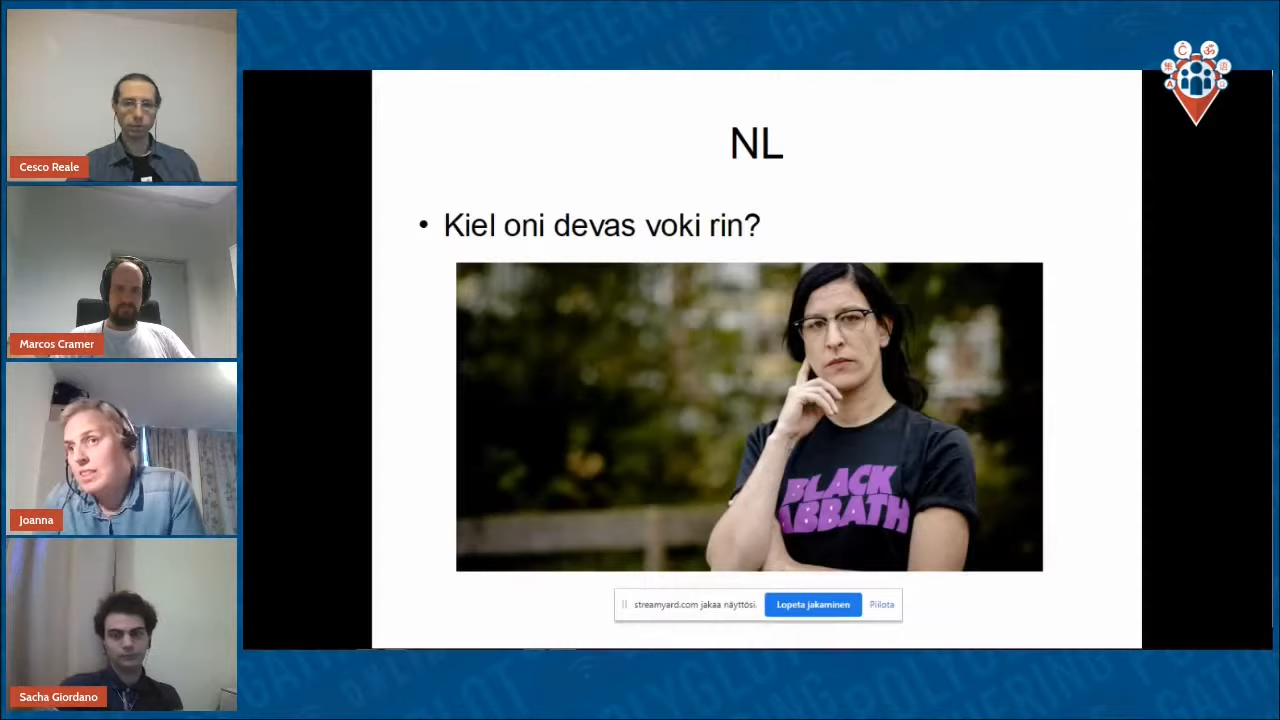 Cesco Reale
Marcos Cramer
Joanna
Sacha Giordano
NL
• Kiel oni devas voki rin?
BLACK
ABBATH
streamyard.com jakaa näyttösi.
Lopeta jakaminen
Piilota